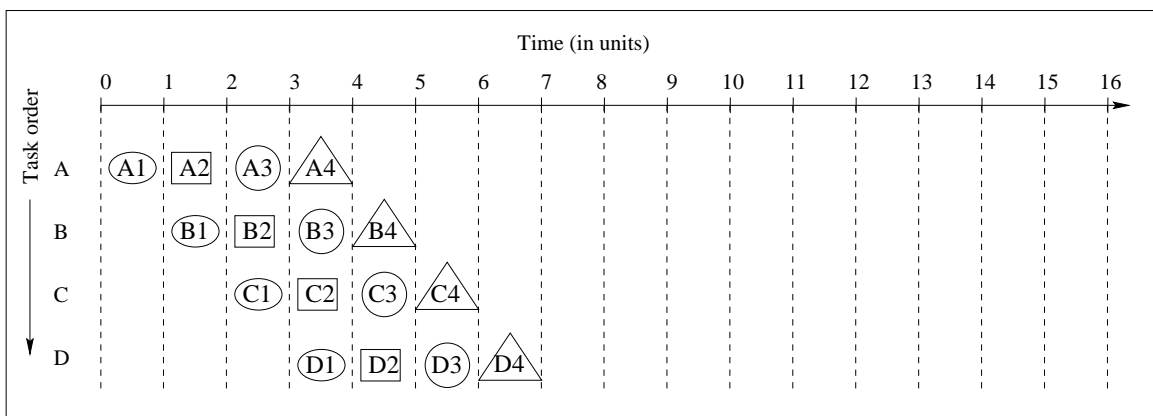 Time (in units)
0 1 2 3 4 5 6 7 8 9 10 11 12 13 14 15 16
Task order
A A1 A2 A3 A4
B B1 B2 B3 B4
C C1 C2 C3 C4
D D1 D2 D3 D4